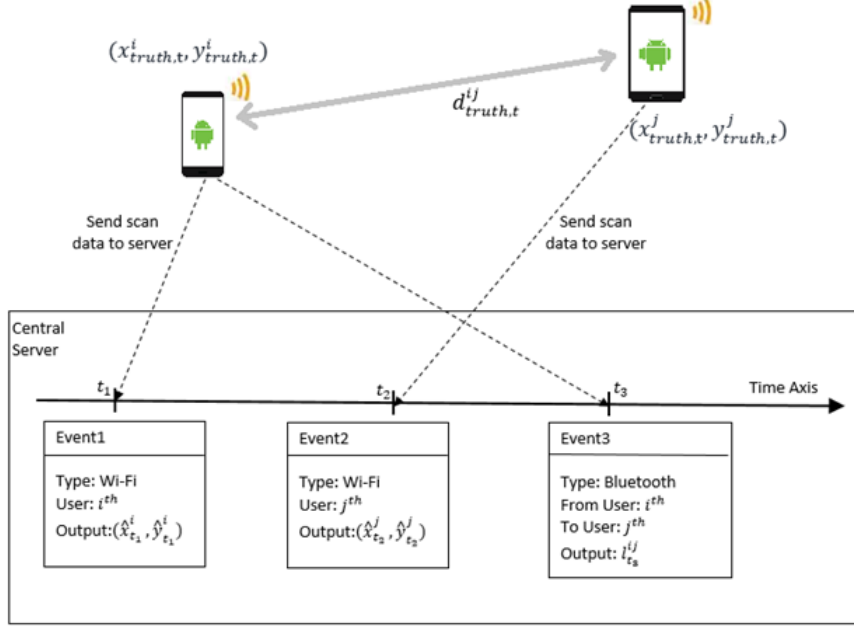 (x^i_{truth,t}, y^i_{truth,t})
d^{ij}_{truth,t}
(x^j_{truth,t}, y^j_{truth,t})
Send scan
data to server
Send scan
data to server
Central
Server
t_1
t_2
t_3
Time Axis
Event1
Type: Wi-Fi
User: i^{th}
Output:(x̂^i_{t_1}, ŷ^i_{t_1})
Event2
Type: Wi-Fi
User: j^{th}
Output:(x̂^j_{t_2}, ŷ^j_{t_2})
Event3
Type: Bluetooth
From User: i^{th}
To User: j^{th}
Output: l^{ij}_{t_3}